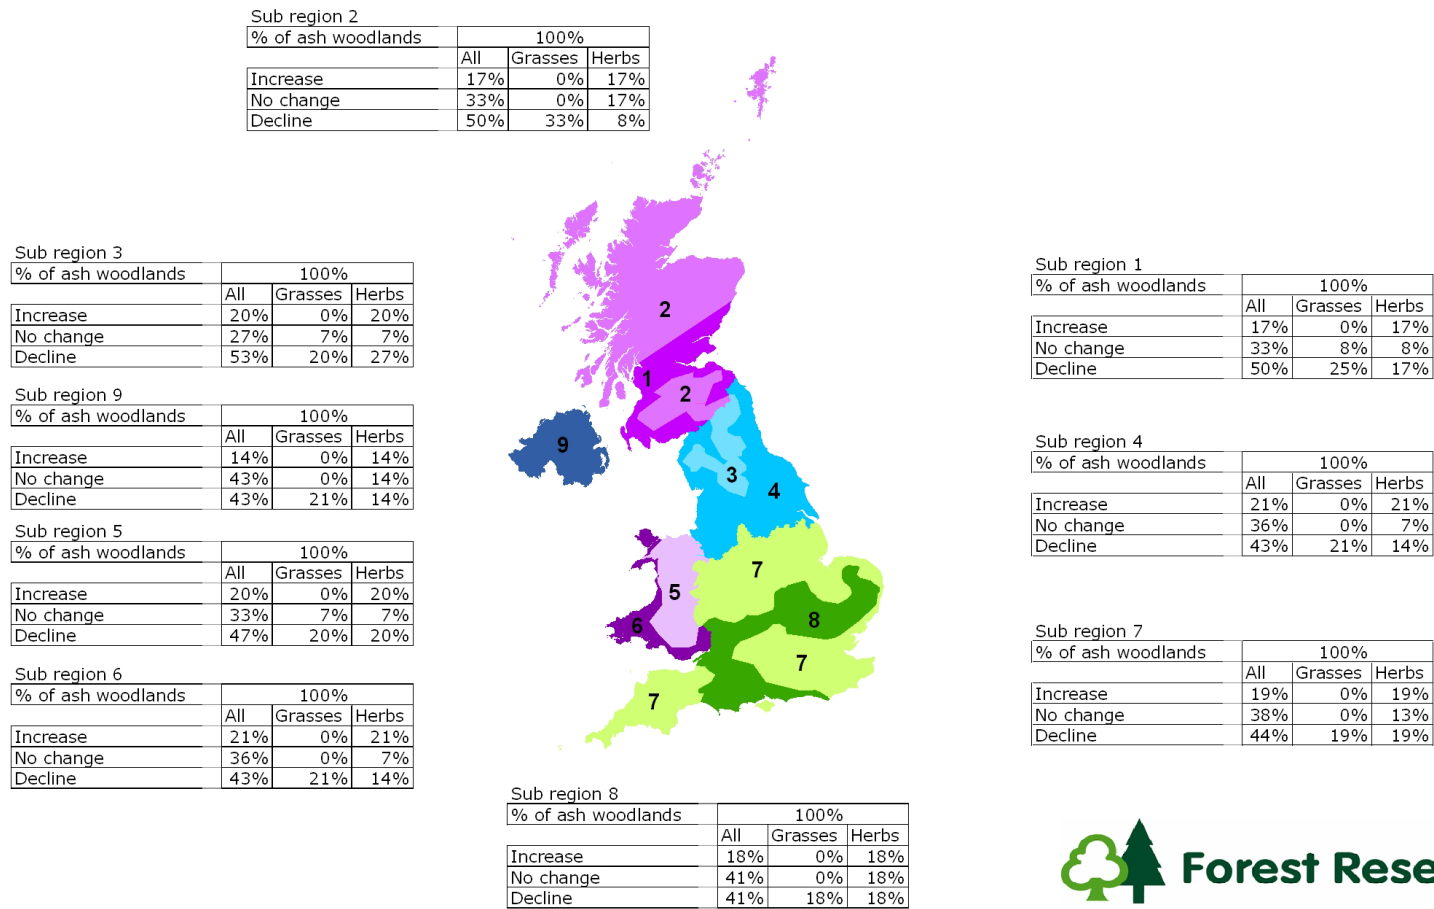 Sub region 2
% of ash woodlands 100%
All Grasses Herbs
Increase 17% 0% 17%
No change 33% 0% 17%
Decline 50% 33% 8%
Sub region 3
% of ash woodlands 100%
All Grasses Herbs
Increase 20% 0% 20%
No change 27% 7% 7%
Decline 53% 20% 27%
Sub region 9
% of ash woodlands 100%
All Grasses Herbs
Increase 14% 0% 14%
No change 43% 0% 14%
Decline 43% 21% 14%
Sub region 5
% of ash woodlands 100%
All Grasses Herbs
Increase 20% 0% 20%
No change 33% 7% 7%
Decline 47% 20% 20%
Sub region 6
% of ash woodlands 100%
All Grasses Herbs
Increase 21% 0% 21%
No change 36% 0% 7%
Decline 43% 21% 14%
2
1
2
9
3
4
7
5
8
6
7
7
Sub region 8
% of ash woodlands 100%
All Grasses Herbs
Increase 18% 0% 18%
No change 41% 0% 18%
Decline 41% 18% 18%
Sub region 1
% of ash woodlands 100%
All Grasses Herbs
Increase 17% 0% 17%
No change 33% 8% 8%
Decline 50% 25% 17%
Sub region 4
% of ash woodlands 100%
All Grasses Herbs
Increase 21% 0% 21%
No change 36% 0% 7%
Decline 43% 21% 14%
Sub region 7
% of ash woodlands 100%
All Grasses Herbs
Increase 19% 0% 19%
No change 38% 0% 13%
Decline 44% 19% 19%
Forest Rese